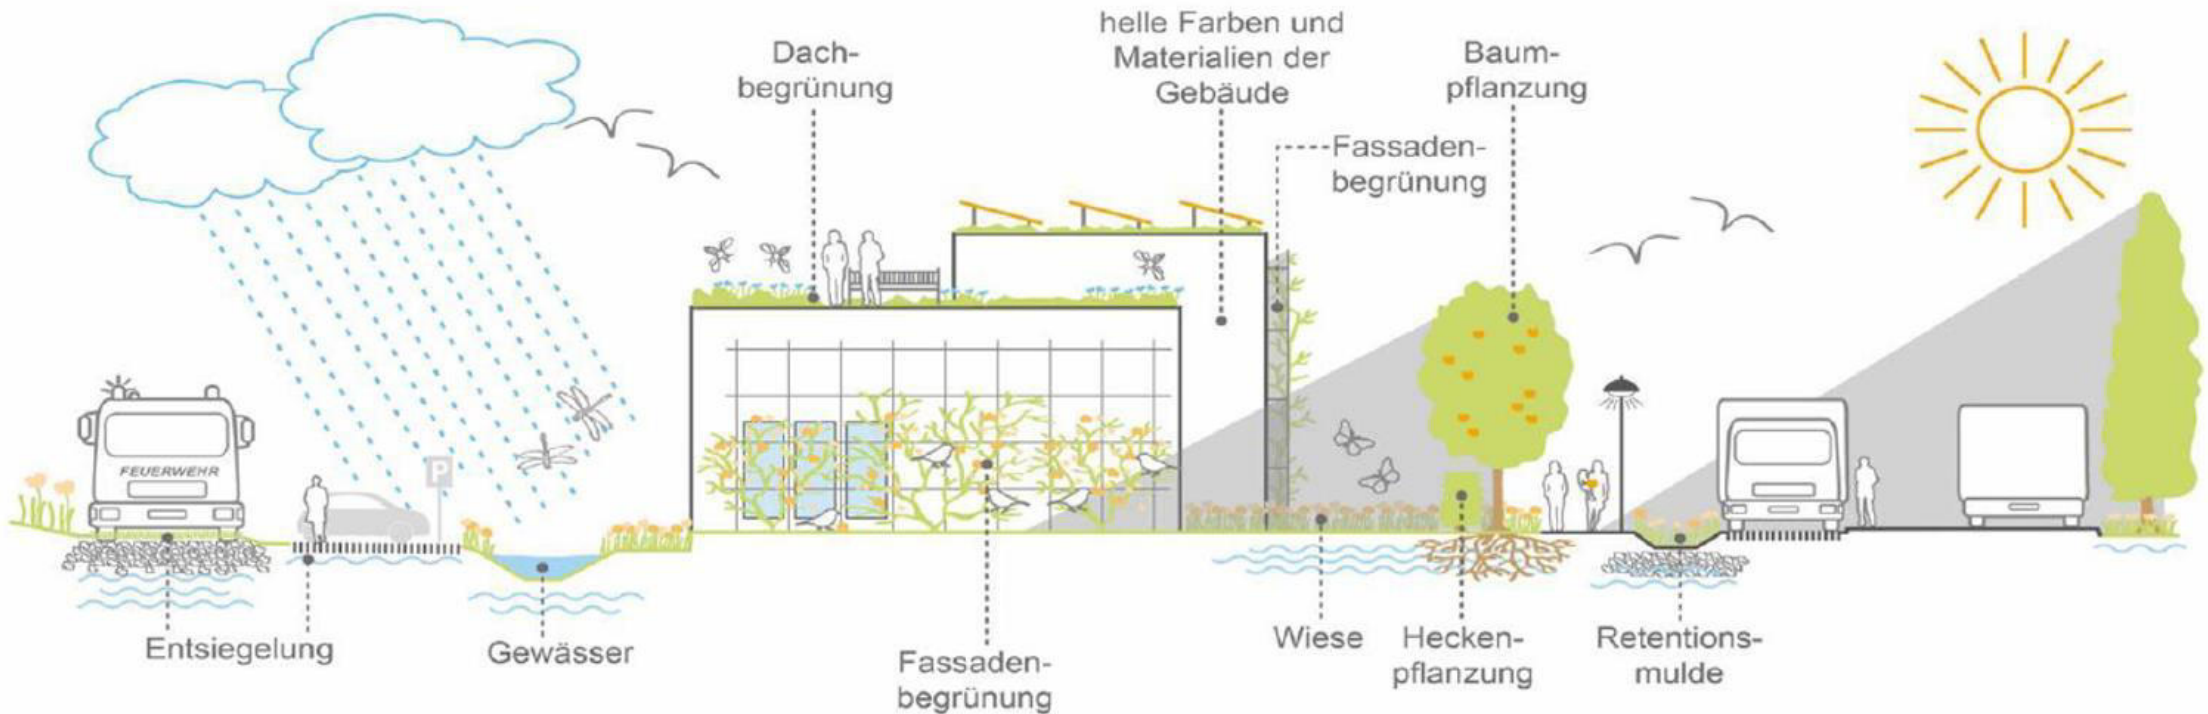 Dach-
begrünung
helle Farben und
Materialien der
Gebäude
Baum-
pflanzung
Fassaden-
begrünung
FEUERWEHR
P
Entsiegelung
Gewässer
Fassaden-
begrünung
Wiese
Hecken-
pflanzung
Retentions-
mulde